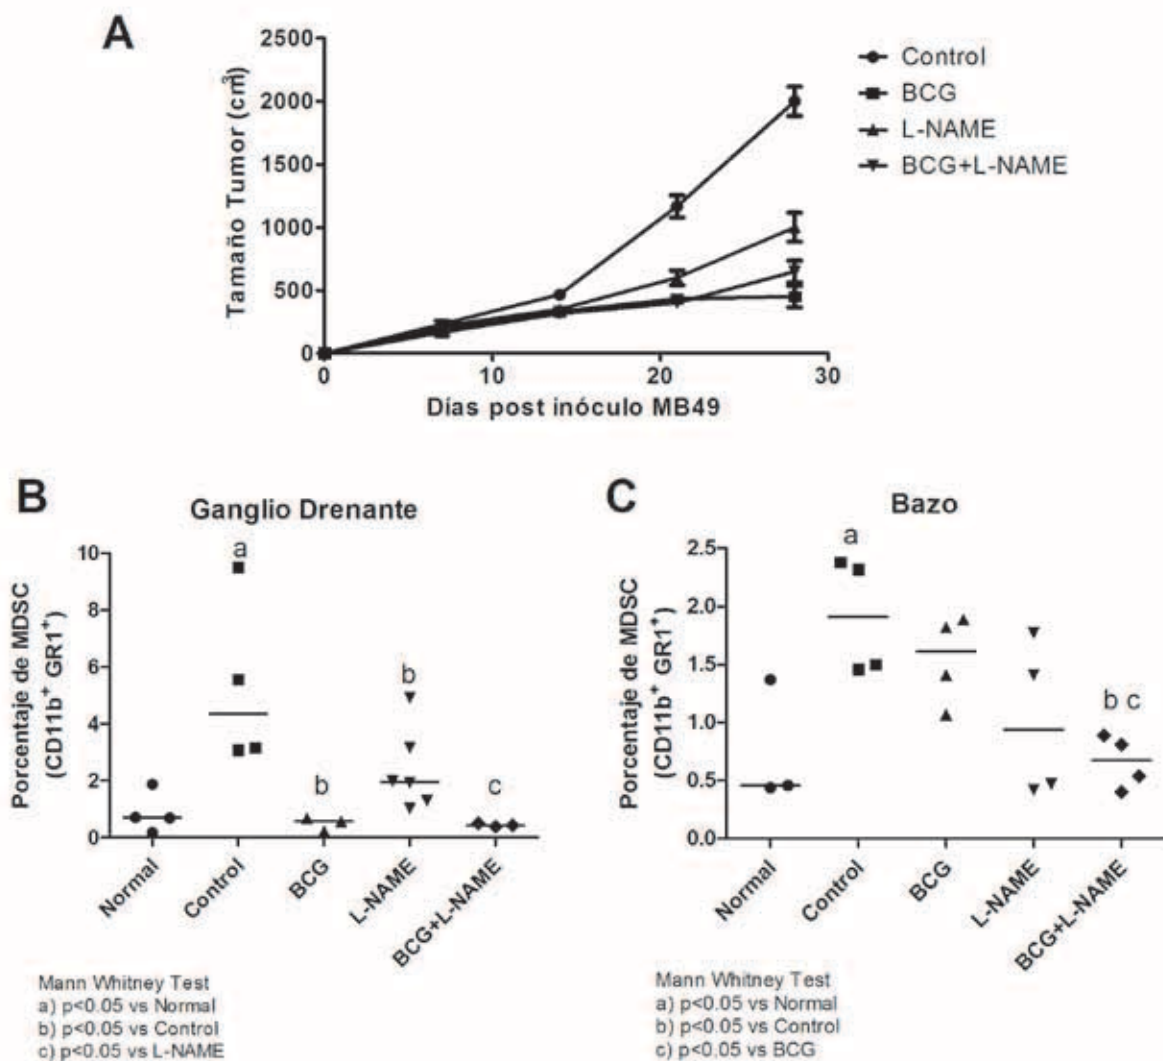 A
2500
2000
1500
1000
500
0
Tamaño Tumor (cm³)
0 10 20 30
Días post inóculo MB49
Control
BCG
L-NAME
BCG+L-NAME
B
Ganglio Drenante
Porcentaje de MDSC
(CD11b⁺ GR1⁺)
10
8
6
4
2
0
a
b
b
c
Normal
Control
BCG
L-NAME
BCG+L-NAME
Mann Whitney Test
a) p<0.05 vs Normal
b) p<0.05 vs Control
c) p<0.05 vs L-NAME
C
Bazo
Porcentaje de MDSC
(CD11b⁺ GR1⁺)
2.5
2.0
1.5
1.0
0.5
0.0
a
b c
Normal
Control
BCG
L-NAME
BCG+L-NAME
Mann Whitney Test
a) p<0.05 vs Normal
b) p<0.05 vs Control
c) p<0.05 vs BCG